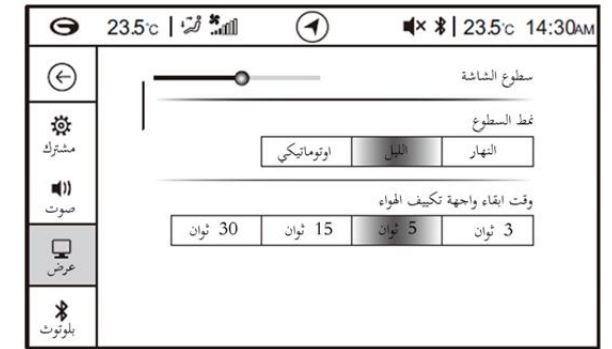 23.5°c 23.5°c 14:30AM
سطوع الشاشة
نمط السطوع
النهار الليل اوتوماتيكي
وقت ابقاء واجهة تكييف الهواء
3 ثوان 5 ثوان 15 ثوان 30 ثوان
مشترك
صوت
عرض
بلوتوث